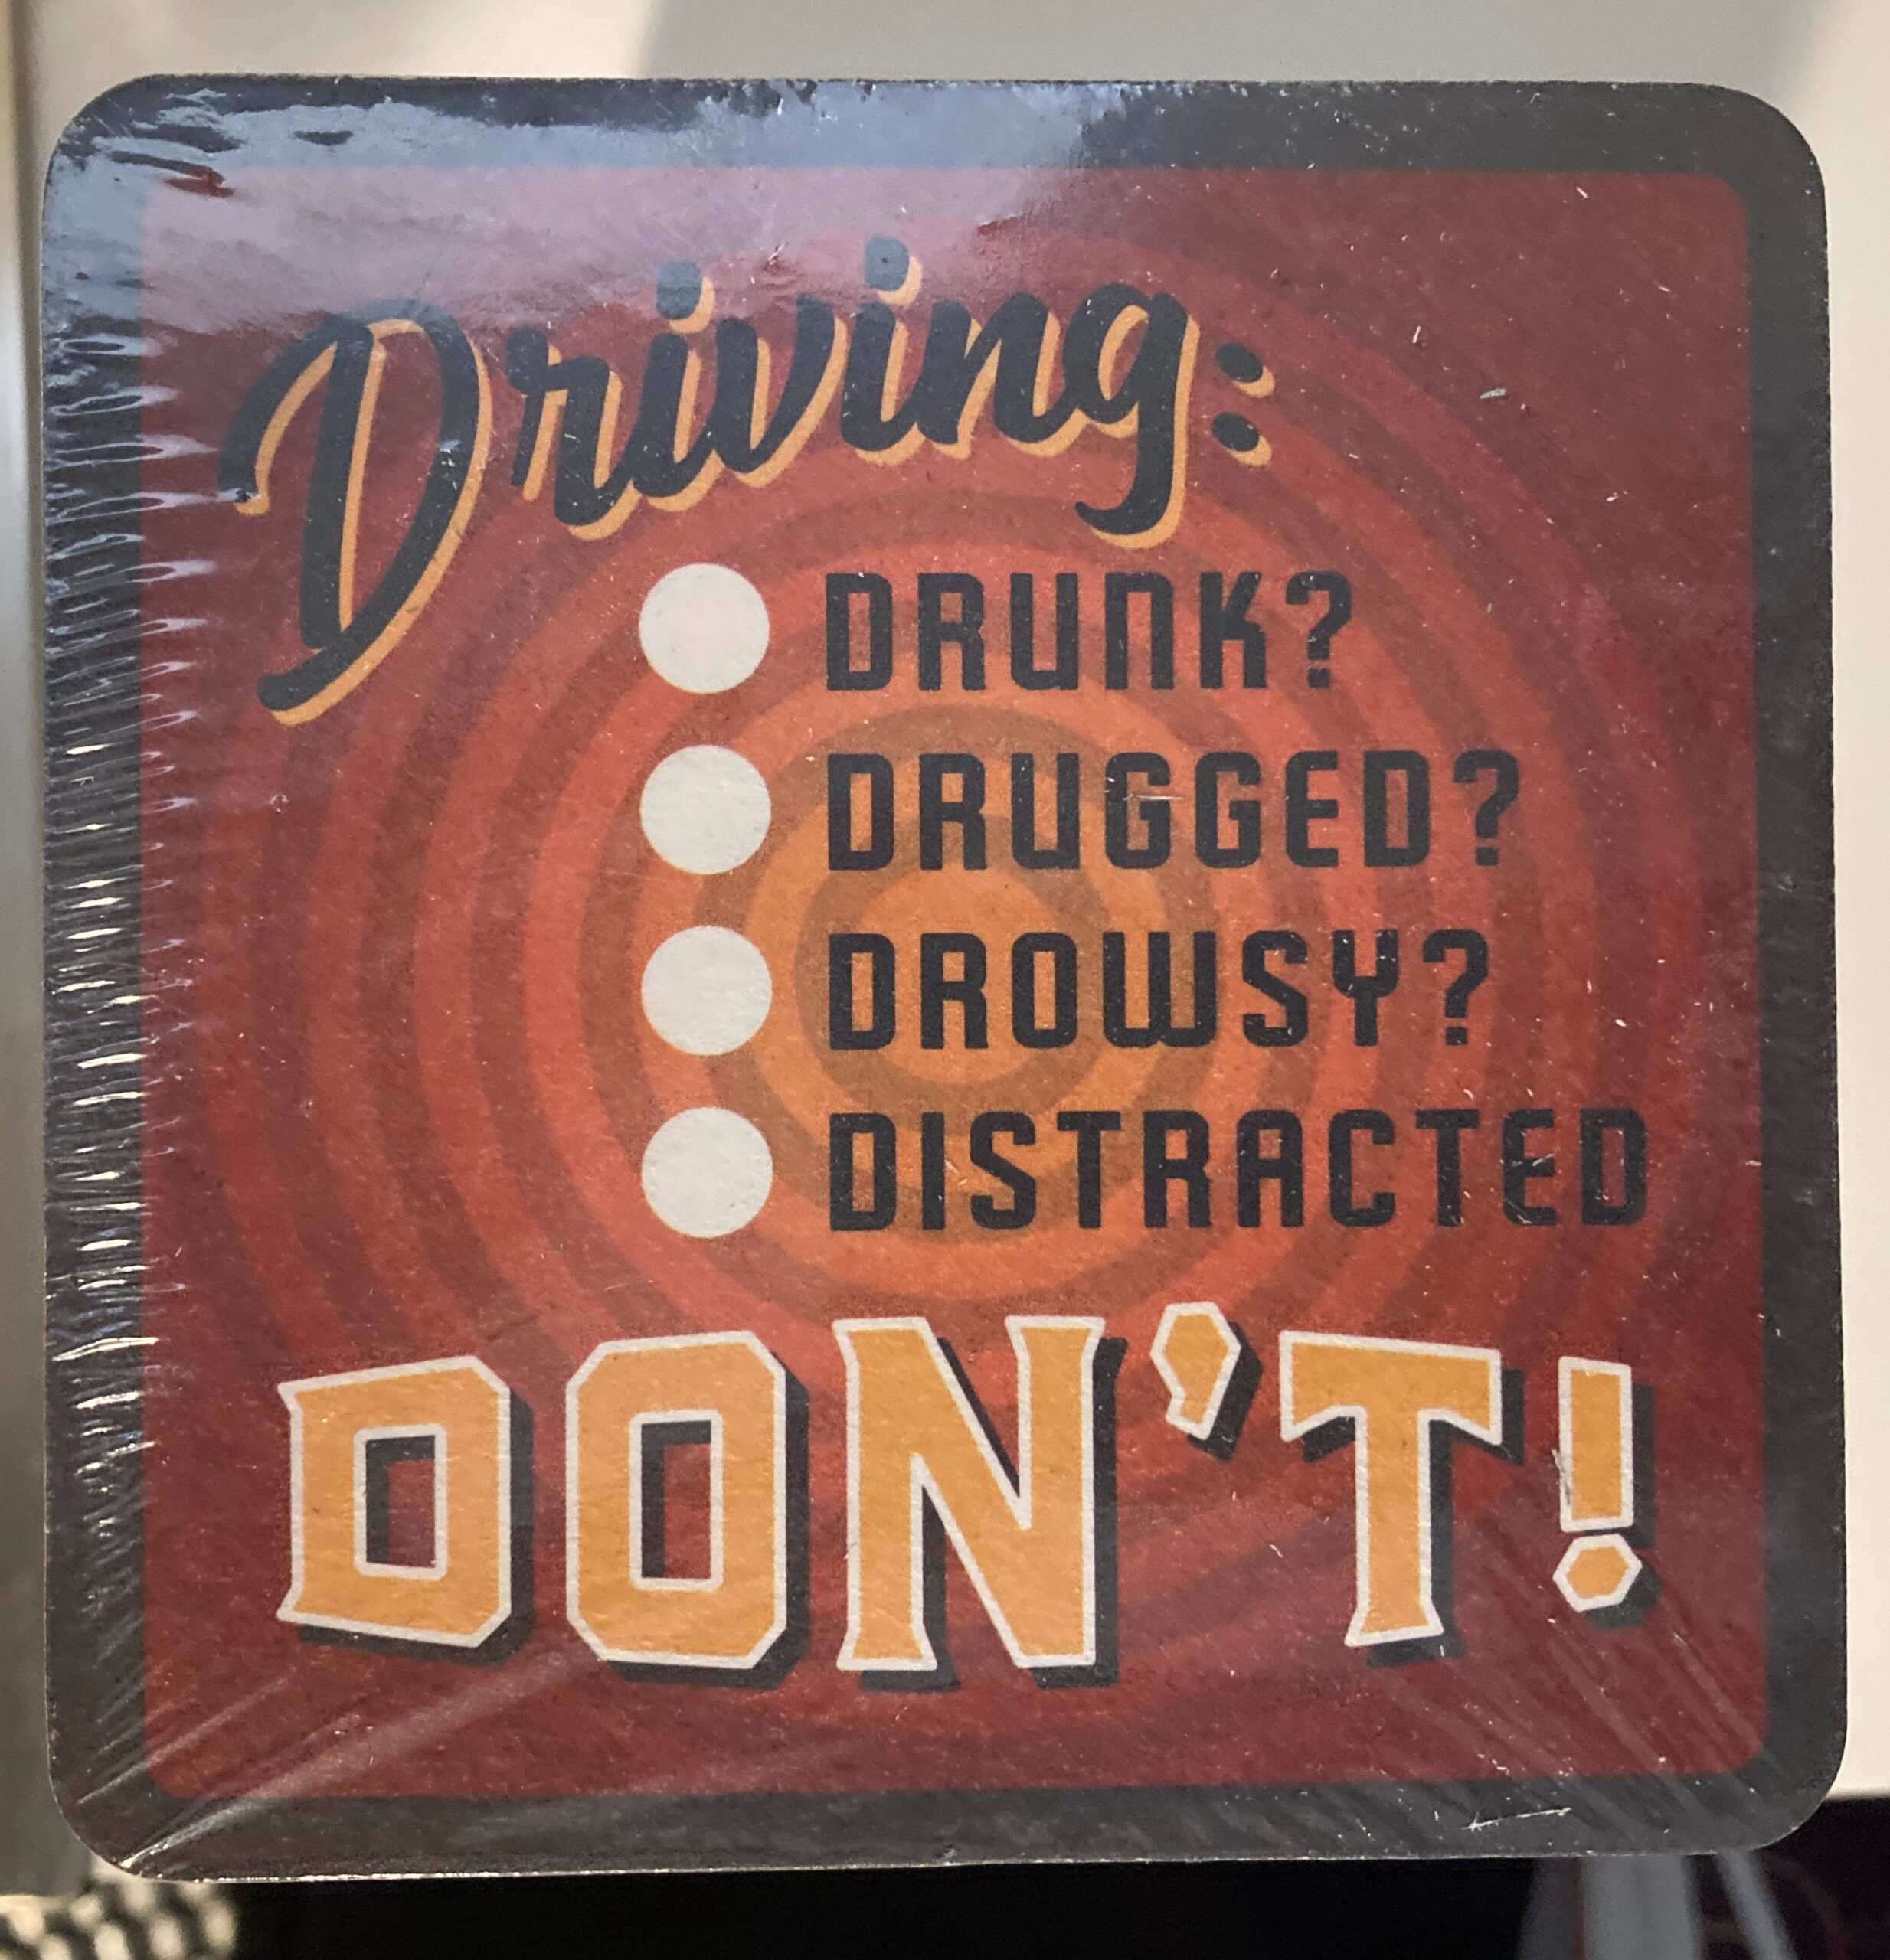 Driving:
DRUNK?
DRUGGED?
DROWSY?
DISTRACTED
DON'T!